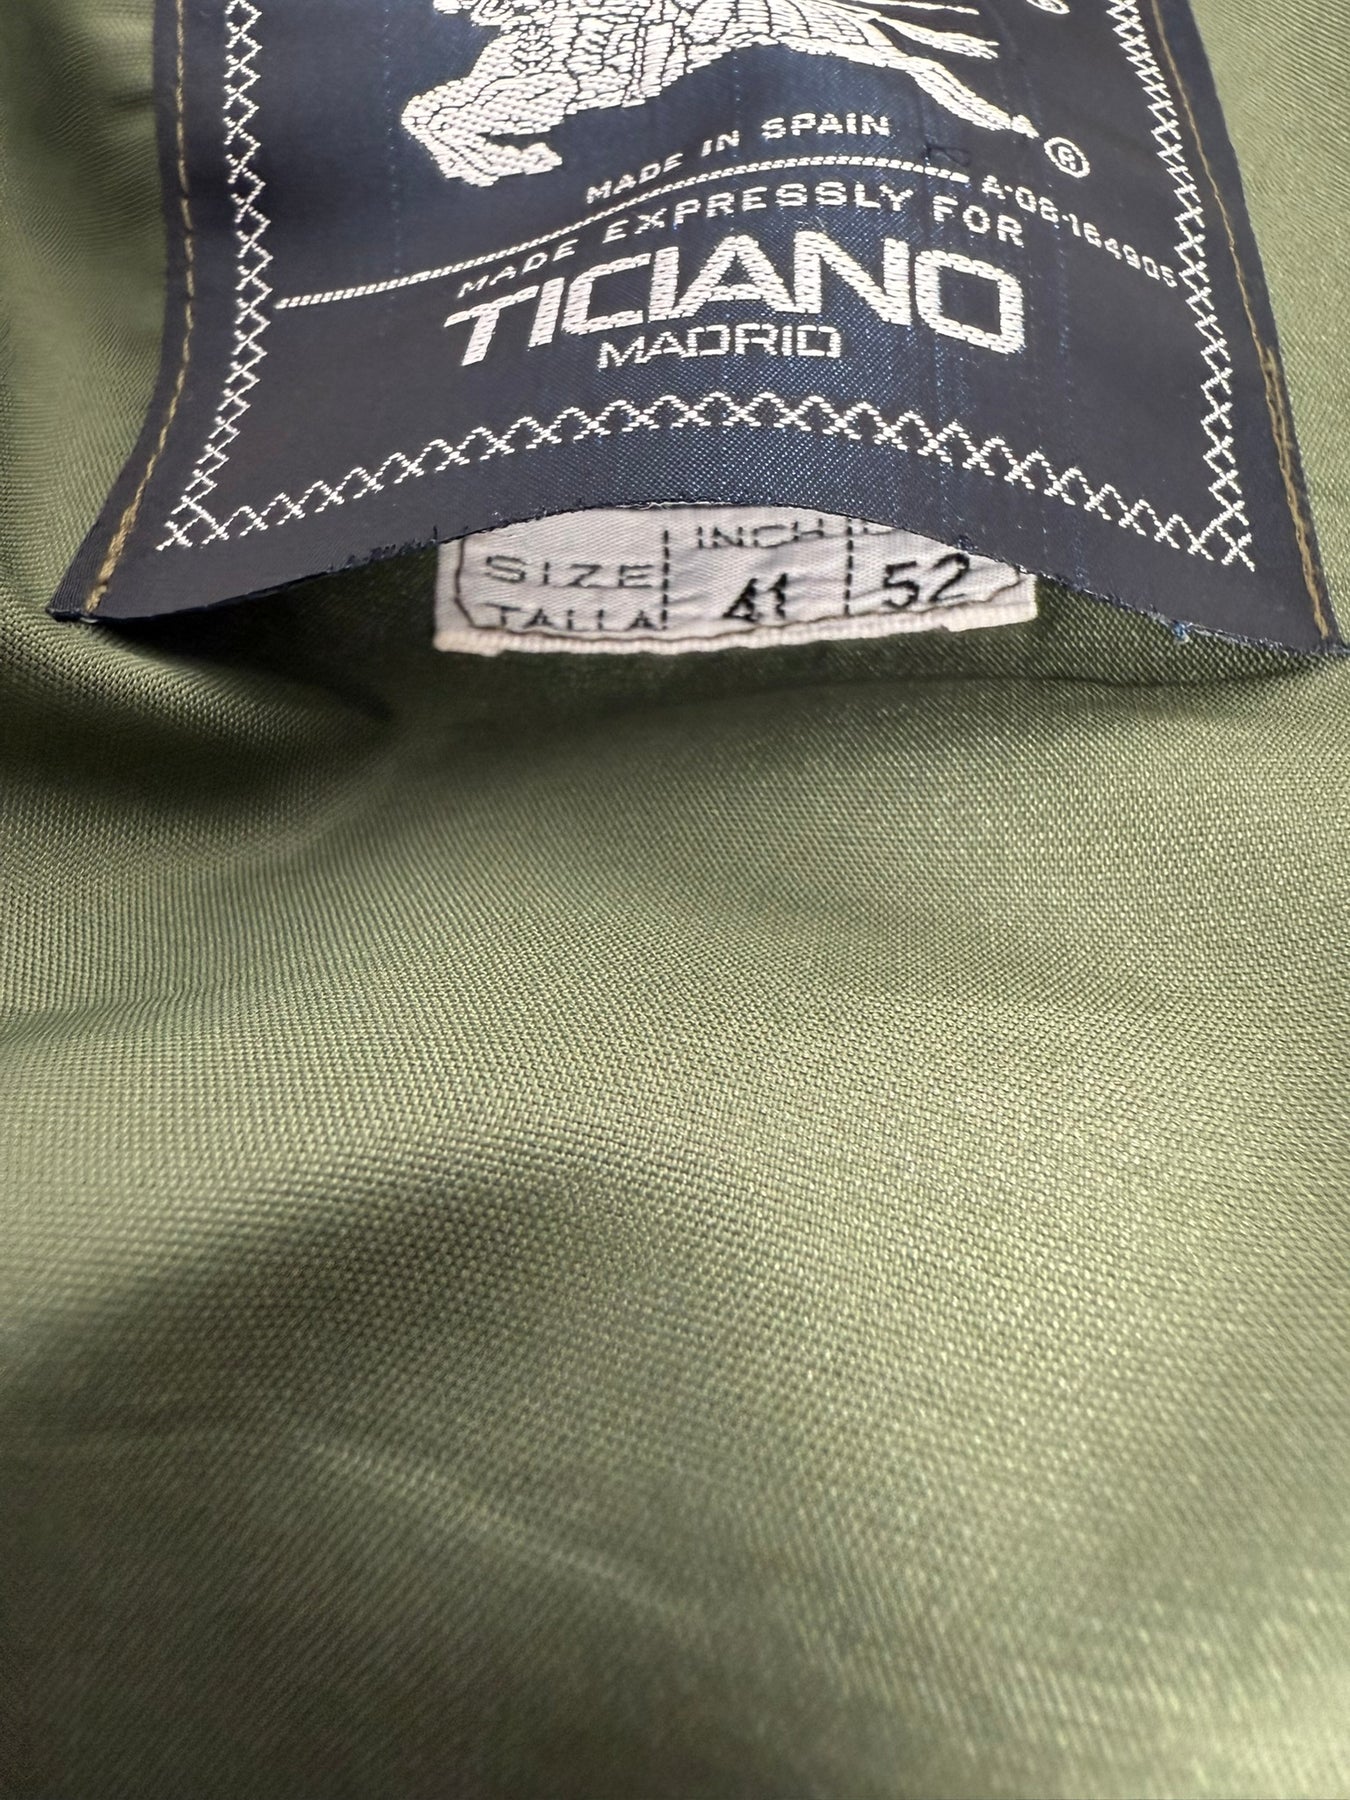 ®
MADE IN SPAIN
A-08-164905
MADE EXPRESSLY FOR
TICIANO
MADRID
INCH
SIZE
TALLA
41
52